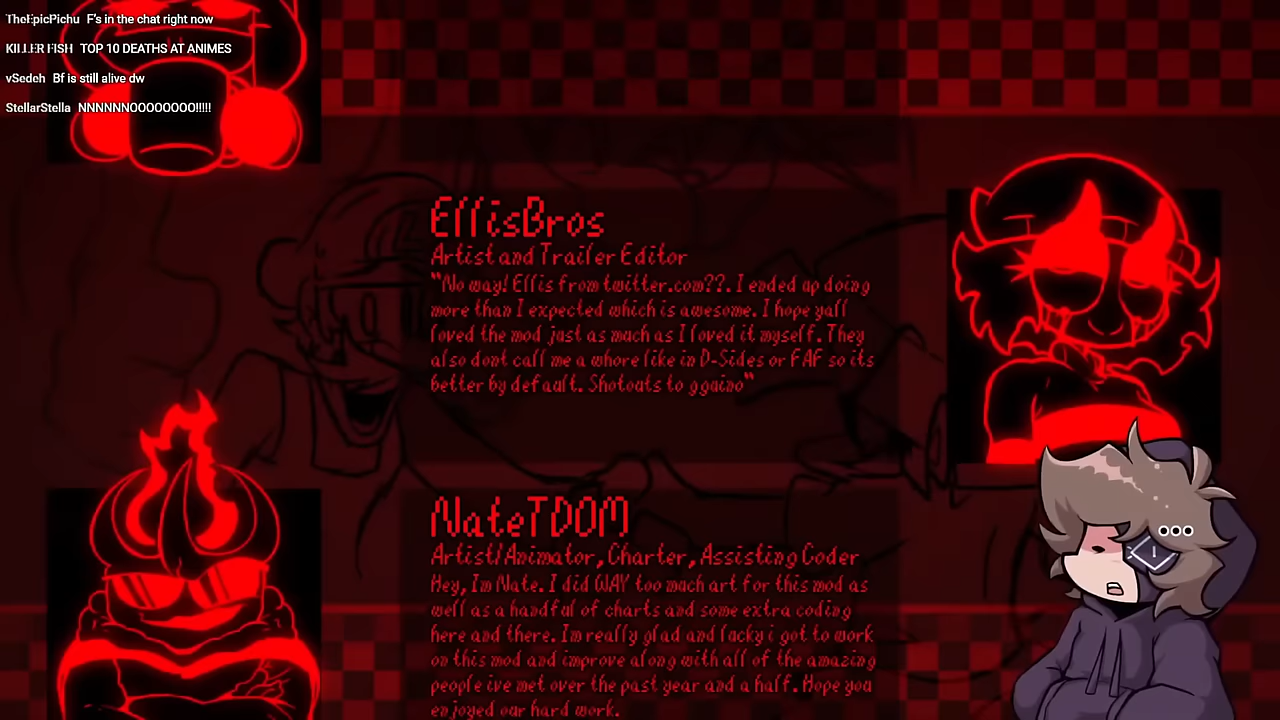 TheEpicPichu F's in the chat right now
KILLER FISH TOP 10 DEATHS AT ANIMES
vSedeh Bf is still alive dw
StellarStella NNNNNNOOOOOOOO!!!!!
EllisBros
Artist and Trailer Editor
"No way! Ellis from twitter.com??. I ended up doing
more than I expected which is awesome. I hope yall
loved the mod just as much as I loved it myself. They
also dont call me a whore like in D-Sides or FAF so its
better by default. Shotouts to ggaino"
NateTDOM
Artist/Animator, Charter, Assisting Coder
Hey, Im Nate. I did WAY too much art for this mod as
well as a handful of charts and some extra coding
here and there. Im really glad and lucky i got to work
on this mod and improve along with all of the amazing
people ive met over the past year and a half. Hope you
enjoyed our hard work.